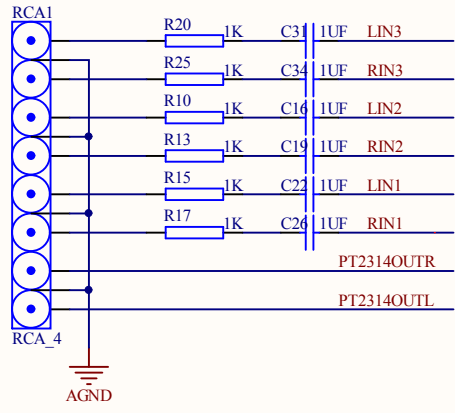 RCA1
R20 1K C31 1UF LIN3
R25 1K C34 1UF RIN3
R10 1K C16 1UF LIN2
R13 1K C19 1UF RIN2
R15 1K C22 1UF LIN1
R17 1K C26 1UF RIN1
PT2314OUTR
PT2314OUTL
RCA_4
AGND